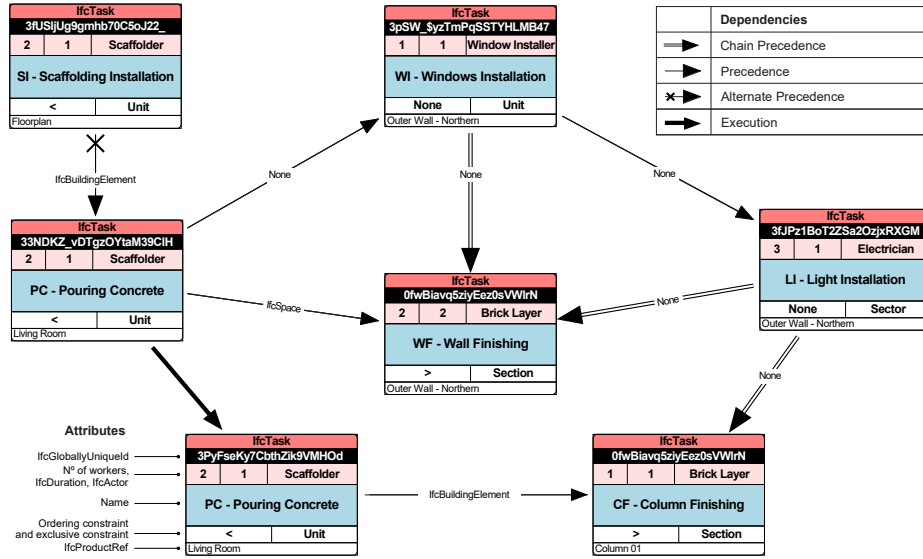 IfcTask
3fUSljUg9gmhb70C5oJ22_
2 1 Scaffolder
SI - Scaffolding Installation
< Unit
Floorplan
IfcTask
3pSW_$yzTmPqSSTYHLMB47
1 1 Window Installer
WI - Windows Installation
None Unit
Outer Wall - Northern
Dependencies
Chain Precedence
Precedence
Alternate Precedence
Execution
IfcBuildingElement
None
None
None
IfcTask
33NDKZ_vDTgzOYtaM39CIH
2 1 Scaffolder
PC - Pouring Concrete
< Unit
Living Room
IfcSpace
IfcTask
0fwBiavq5ziyEez0sVWIrN
2 2 Brick Layer
WF - Wall Finishing
> Section
Outer Wall - Northern
None
IfcTask
3fJPz1BoT2ZSa2OzjxRXGM
3 1 Electrician
LI - Light Installation
None Sector
Outer Wall - Northern
None
Attributes
IfcGloballyUniqueId
Nº of workers,
IfcDuration, IfcActor
Name
Ordering constraint
and exclusive constraint
IfcProductRef
IfcTask
3PyFseKy7CbthZik9VMHOd
2 1 Scaffolder
PC - Pouring Concrete
< Unit
Living Room
IfcBuildingElement
IfcTask
0fwBiavq5ziyEez0sVWIrN
1 1 Brick Layer
CF - Column Finishing
> Section
Column 01